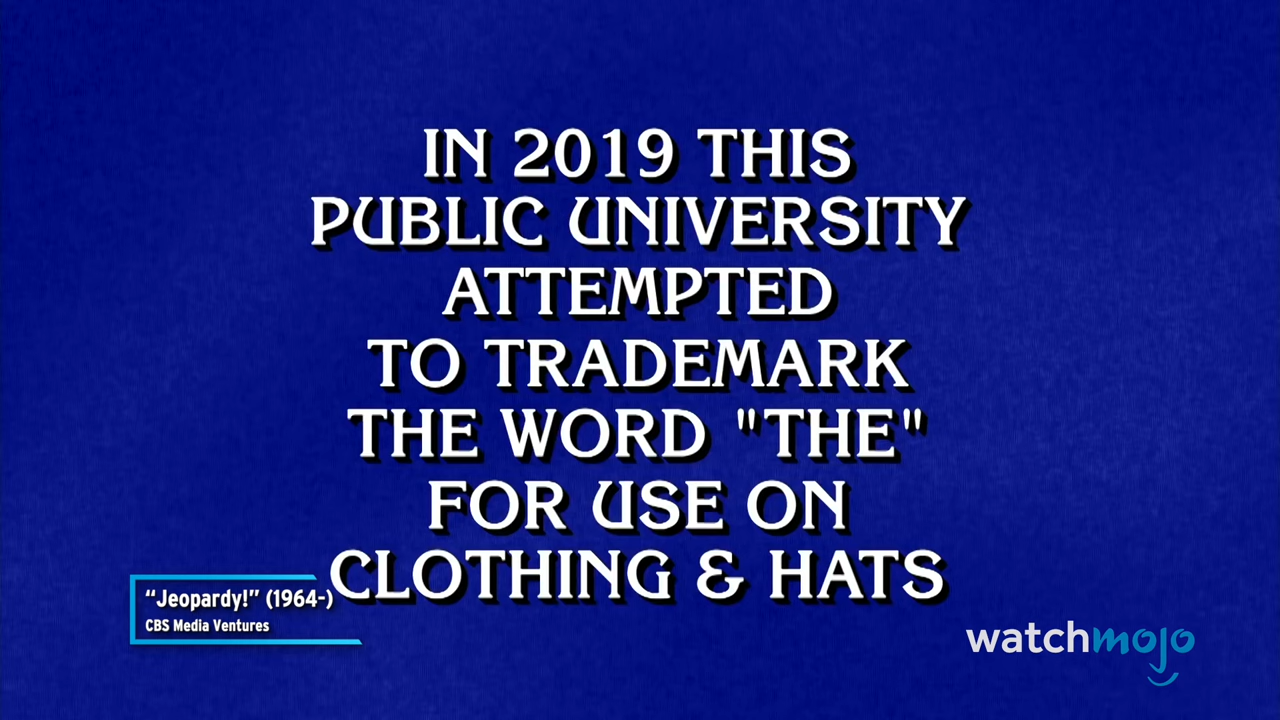 IN 2019 THIS
PUBLIC UNIVERSITY
ATTEMPTED
TO TRADEMARK
THE WORD "THE"
FOR USE ON
CLOTHING & HATS
“Jeopardy!” (1964-)
CBS Media Ventures
watchmojo